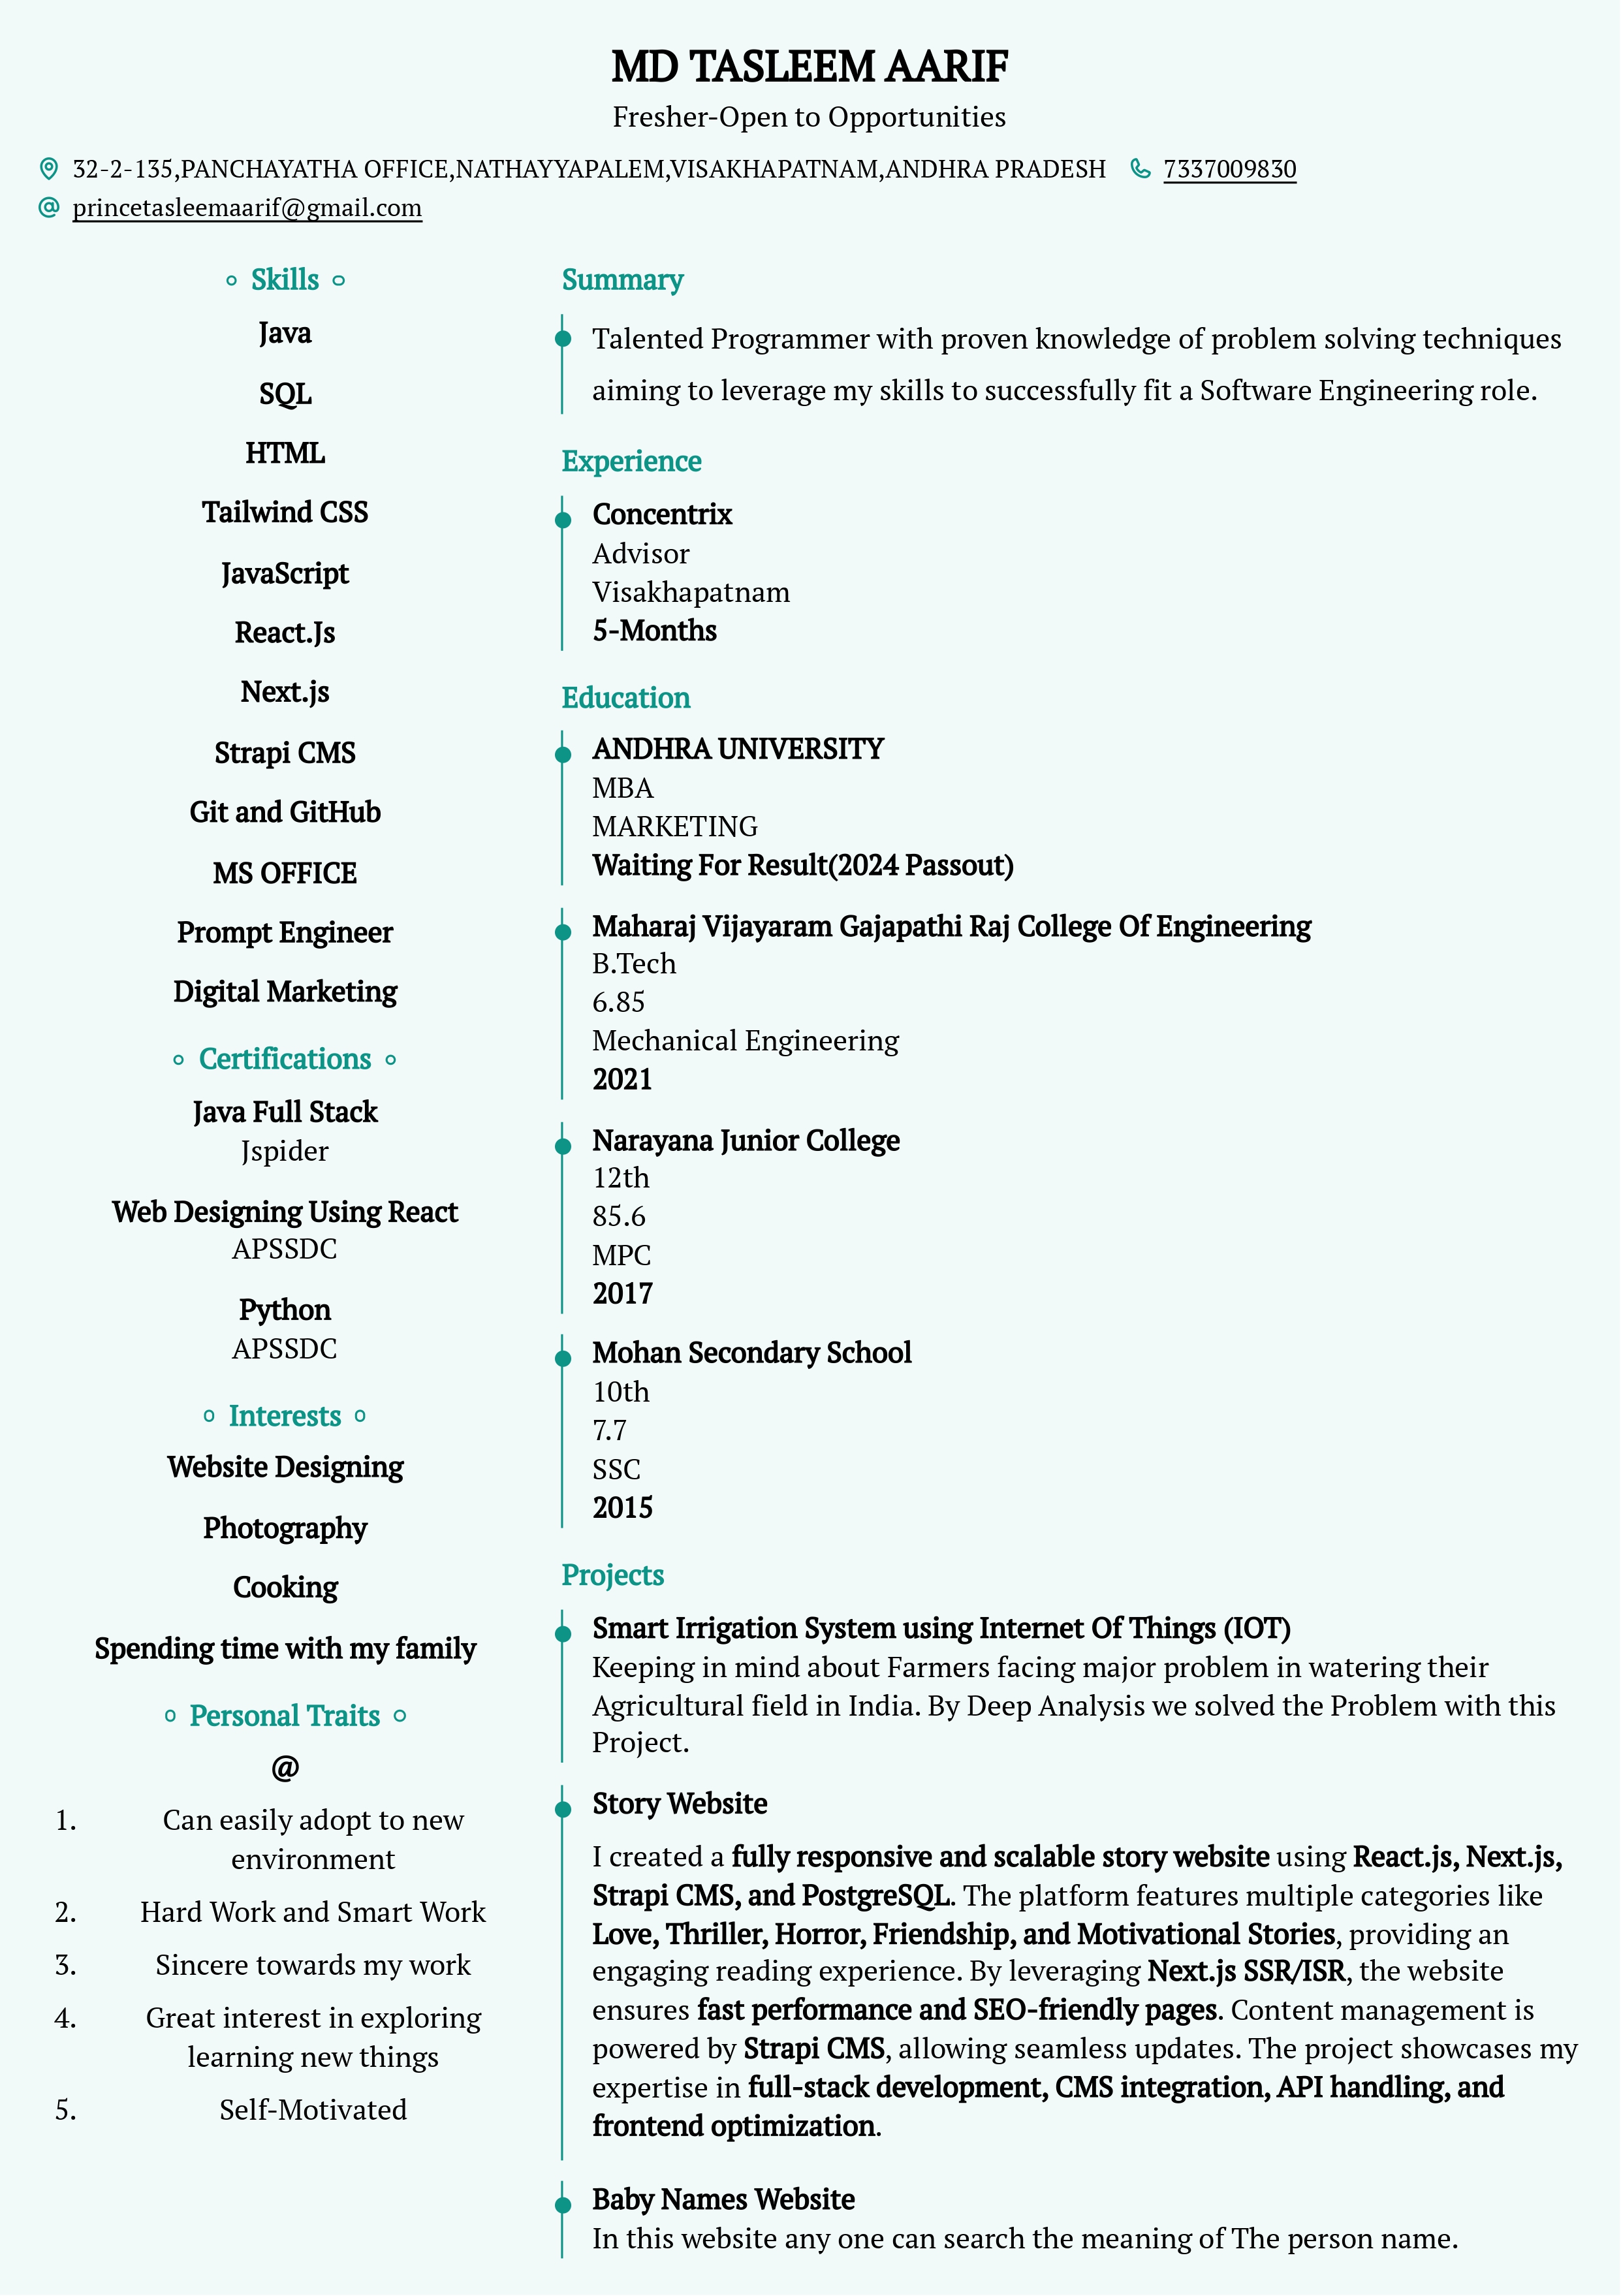 MD TASLEEM AARIF
Fresher-Open to Opportunities
32-2-135,PANCHAYATHA OFFICE,NATHAYYAPALEM,VISAKHAPATNAM,ANDHRA PRADESH 7337009830
princetasleemaarif@gmail.com
Skills
Java
SQL
HTML
Tailwind CSS
JavaScript
React.Js
Next.js
Strapi CMS
Git and GitHub
MS OFFICE
Prompt Engineer
Digital Marketing
Certifications
Java Full Stack
Jspider
Web Designing Using React
APSSDC
Python
APSSDC
Interests
Website Designing
Photography
Cooking
Spending time with my family
Personal Traits
@
1. Can easily adopt to new
environment
2. Hard Work and Smart Work
3. Sincere towards my work
4. Great interest in exploring
learning new things
5. Self-Motivated
Summary
Talented Programmer with proven knowledge of problem solving techniques
aiming to leverage my skills to successfully fit a Software Engineering role.
Experience
Concentrix
Advisor
Visakhapatnam
5-Months
Education
ANDHRA UNIVERSITY
MBA
MARKETING
Waiting For Result(2024 Passout)
Maharaj Vijayaram Gajapathi Raj College Of Engineering
B.Tech
6.85
Mechanical Engineering
2021
Narayana Junior College
12th
85.6
MPC
2017
Mohan Secondary School
10th
7.7
SSC
2015
Projects
Smart Irrigation System using Internet Of Things (IOT)
Keeping in mind about Farmers facing major problem in watering their
Agricultural field in India. By Deep Analysis we solved the Problem with this
Project.
Story Website
I created a fully responsive and scalable story website using React.js, Next.js,
Strapi CMS, and PostgreSQL. The platform features multiple categories like
Love, Thriller, Horror, Friendship, and Motivational Stories, providing an
engaging reading experience. By leveraging Next.js SSR/ISR, the website
ensures fast performance and SEO-friendly pages. Content management is
powered by Strapi CMS, allowing seamless updates. The project showcases my
expertise in full-stack development, CMS integration, API handling, and
frontend optimization.
Baby Names Website
In this website any one can search the meaning of The person name.